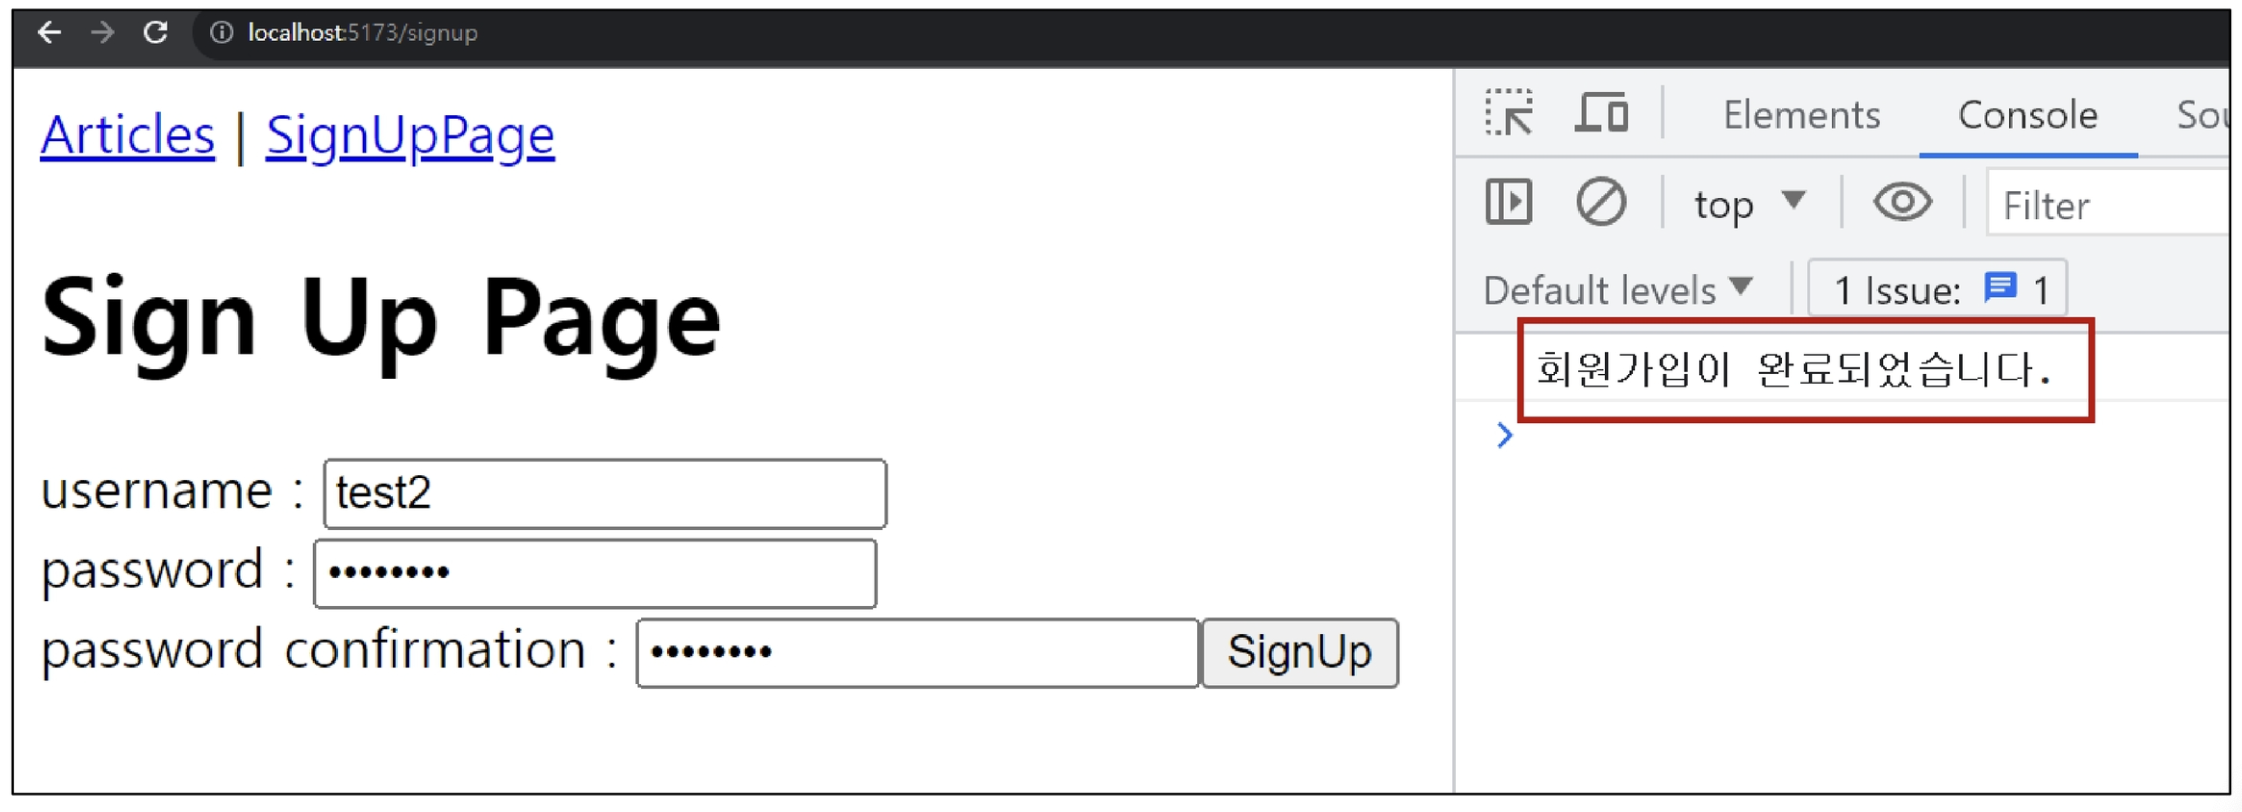 localhost:5173/signup
Articles | SignUpPage
Sign Up Page
username : test2
password : ••••••••
password confirmation : •••••••• SignUp
Elements Console Sou
top Filter
Default levels 1 Issue: 1
회원가입이 완료되었습니다.